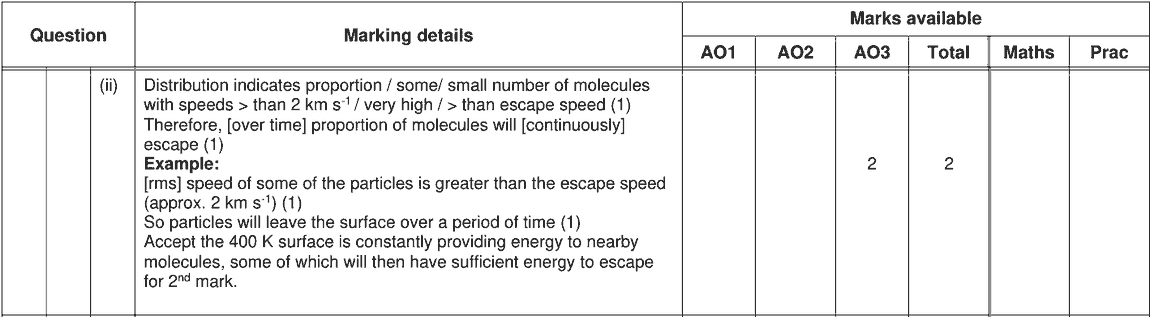 Question Marking details Marks available
AO1 AO2 AO3 Total Maths Prac
(ii) Distribution indicates proportion / some/ small number of molecules
with speeds > than 2 km s⁻¹ / very high / > than escape speed (1)
Therefore, [over time] proportion of molecules will [continuously]
escape (1)
Example: 2 2
[rms] speed of some of the particles is greater than the escape speed
(approx. 2 km s⁻¹) (1)
So particles will leave the surface over a period of time (1)
Accept the 400 K surface is constantly providing energy to nearby
molecules, some of which will then have sufficient energy to escape
for 2ⁿᵈ mark.